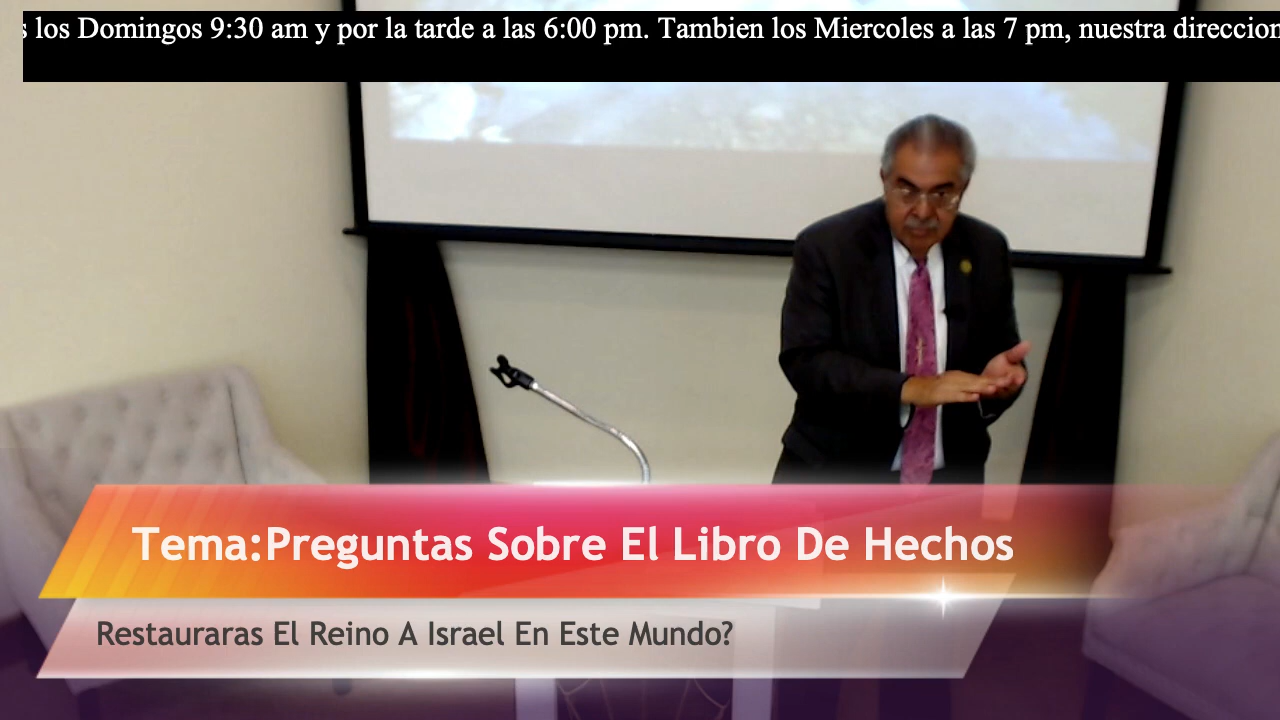 los Domingos 9:30 am y por la tarde a las 6:00 pm. Tambien los Miercoles a las 7 pm, nuestra direccion
Tema:Preguntas Sobre El Libro De Hechos
Restauraras El Reino A Israel En Este Mundo?